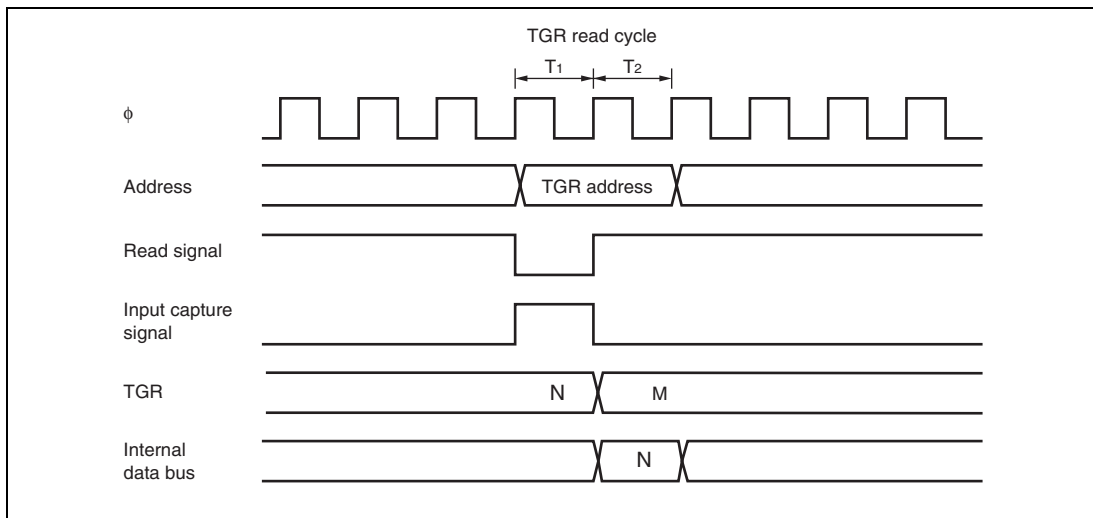 TGR read cycle
T1 T2
ϕ
Address TGR address
Read signal
Input capture
signal
TGR N M
Internal
data bus N